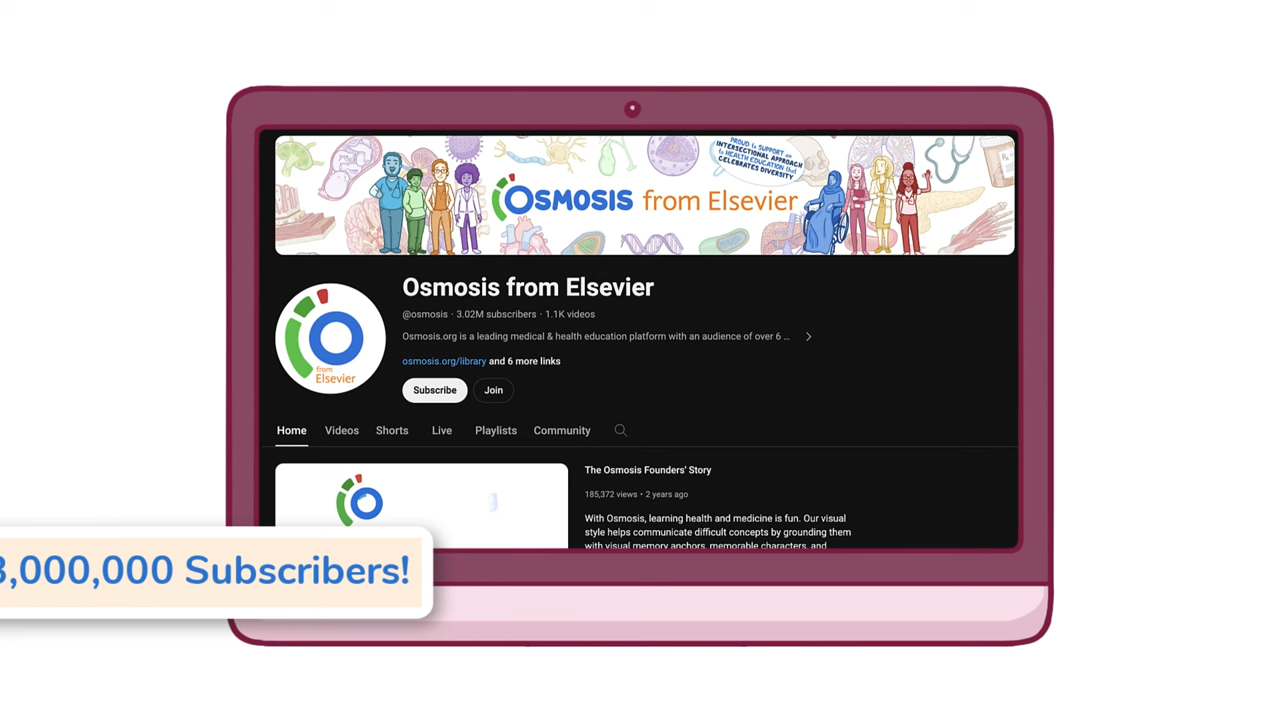 PROUD to SUPPORT an
INTERSECTIONAL APPROACH
to HEALTH EDUCATION that
CELEBRATES DIVERSITY
OSMOSIS from Elsevier
Osmosis from Elsevier
@osmosis · 3.02M subscribers · 1.1K videos
Osmosis.org is a leading medical & health education platform with an audience of over 6 ...
from
Elsevier
osmosis.org/library and 6 more links
Subscribe Join
Home Videos Shorts Live Playlists Community
The Osmosis Founders' Story
185,372 views • 2 years ago
With Osmosis, learning health and medicine is fun. Our visual
style helps communicate difficult concepts by grounding them
with visual memory anchors, memorable characters, and
3,000,000 Subscribers!